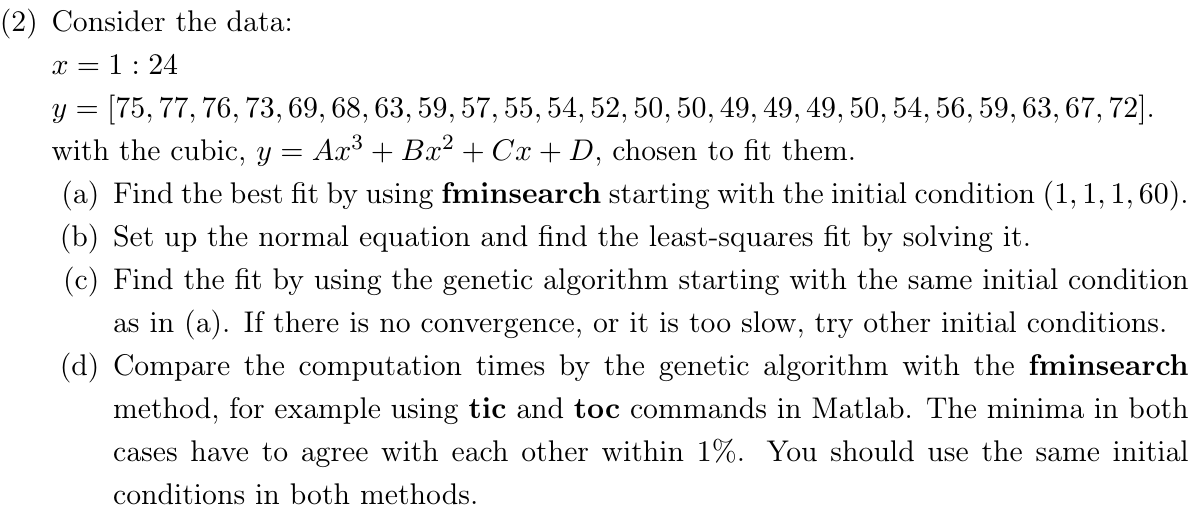 (2) Consider the data:
x = 1 : 24
y = [75, 77, 76, 73, 69, 68, 63, 59, 57, 55, 54, 52, 50, 50, 49, 49, 49, 50, 54, 56, 59, 63, 67, 72].
with the cubic, y = Ax³ + Bx² + Cx + D, chosen to fit them.
(a) Find the best fit by using fminsearch starting with the initial condition (1, 1, 1, 60).
(b) Set up the normal equation and find the least-squares fit by solving it.
(c) Find the fit by using the genetic algorithm starting with the same initial condition
as in (a). If there is no convergence, or it is too slow, try other initial conditions.
(d) Compare the computation times by the genetic algorithm with the fminsearch
method, for example using tic and toc commands in Matlab. The minima in both
cases have to agree with each other within 1%. You should use the same initial
conditions in both methods.